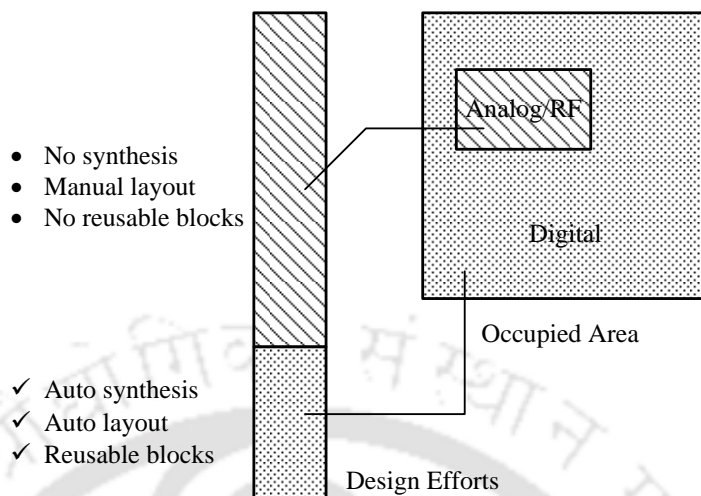 Analog/RF
• No synthesis
• Manual layout
• No reusable blocks
Digital
Occupied Area
✓ Auto synthesis
✓ Auto layout
✓ Reusable blocks
Design Efforts